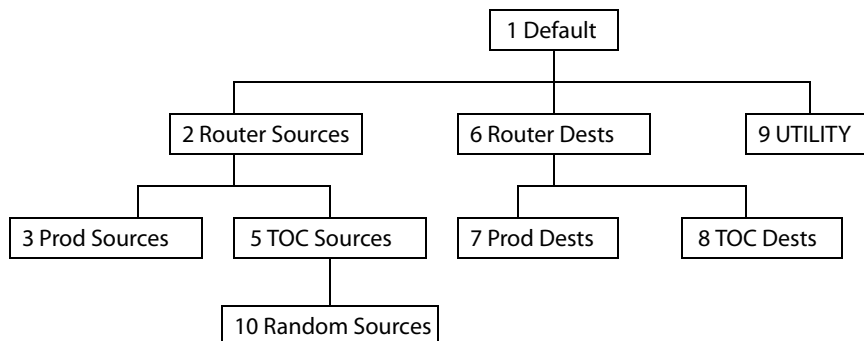 1 Default
2 Router Sources
6 Router Dests
9 UTILITY
3 Prod Sources
5 TOC Sources
7 Prod Dests
8 TOC Dests
10 Random Sources